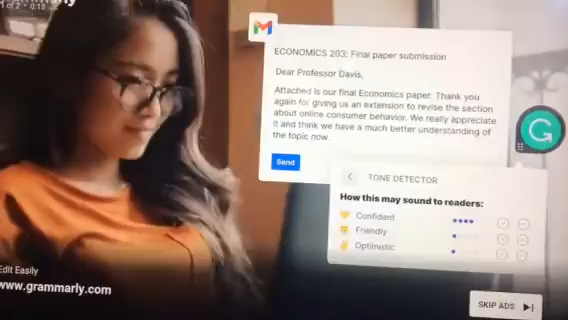 1 of 2 • 0:13
ECONOMICS 203: Final paper submission
Dear Professor Davis,
Attached is our final Economics paper. Thank you
again for giving us an extension to revise the section
about online consumer behavior. We really appreciate
it and think we have a much better understanding of
the topic now.
Send
TONE DETECTOR
How this may sound to readers:
Confident
Friendly
Optimistic
Edit Easily
www.grammarly.com
SKIP ADS